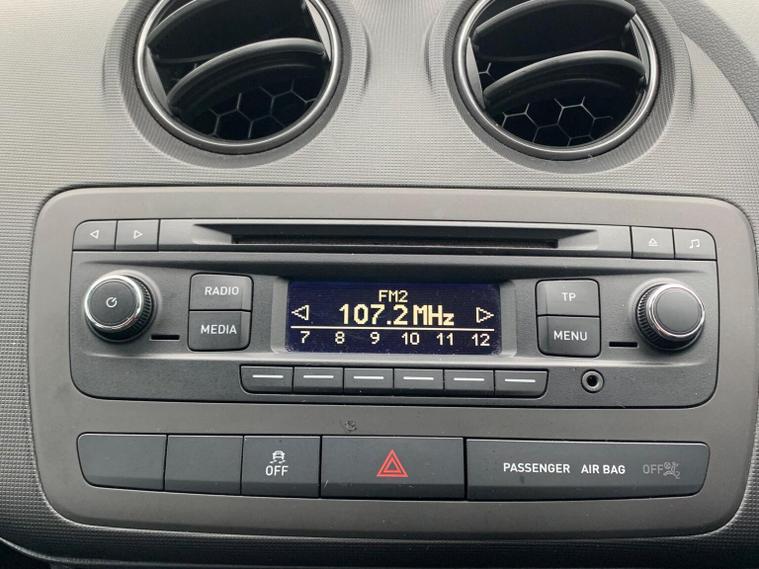 RADIO
MEDIA
FM2
107.2 MHz
7 8 9 10 11 12
TP
MENU
OFF
PASSENGER AIR BAG OFF